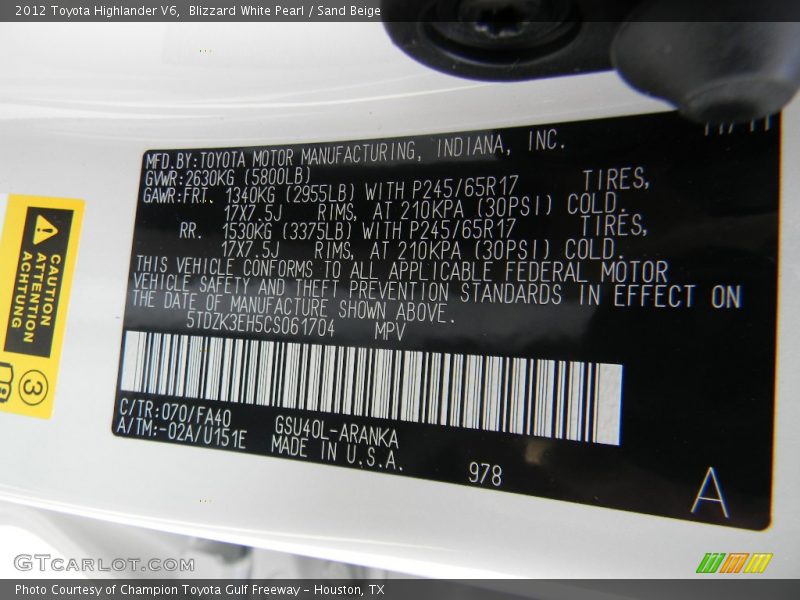 2012 Toyota Highlander V6, Blizzard White Pearl / Sand Beige
11/11
MFD.BY:TOYOTA MOTOR MANUFACTURING, INDIANA, INC.
GVWR:2630KG (5800LB)
GAWR:FRT. 1340KG (2955LB) WITH P245/65R17 TIRES,
17X7.5J RIMS, AT 210KPA (30PSI) COLD.
RR. 1530KG (3375LB) WITH P245/65R17 TIRES,
17X7.5J RIMS, AT 210KPA (30PSI) COLD.
THIS VEHICLE CONFORMS TO ALL APPLICABLE FEDERAL MOTOR
VEHICLE SAFETY AND THEFT PREVENTION STANDARDS IN EFFECT ON
THE DATE OF MANUFACTURE SHOWN ABOVE.
5TDZK3EH5CS061704 MPV
C/TR:070/FA40 GSU40L-ARANKA
A/TM:-02A/U151E MADE IN U.S.A.
978
A
CAUTION
ATTENTION
ACHTUNG
3
GTCARLOT.COM
Photo Courtesy of Champion Toyota Gulf Freeway - Houston, TX